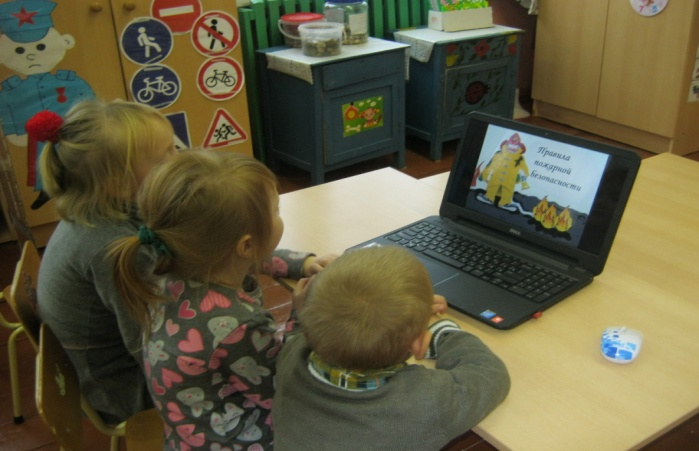 Правила
пожарной
безопасности